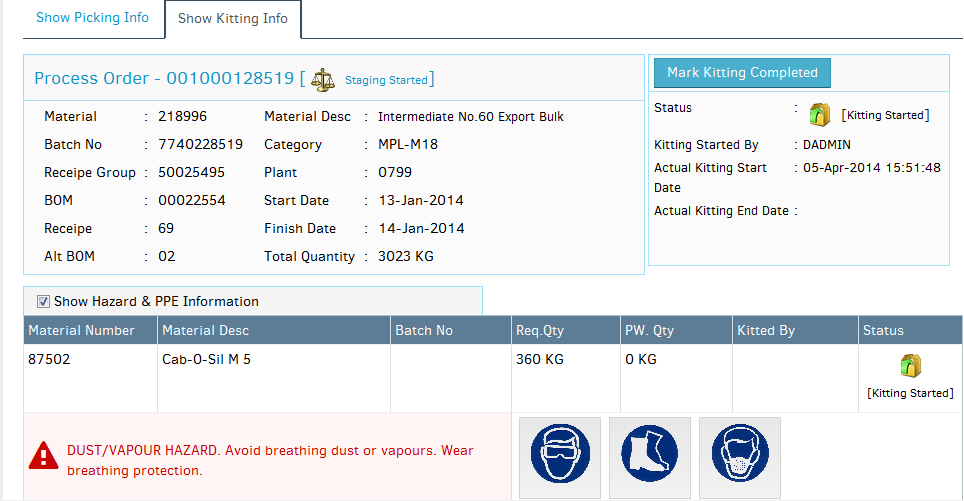 Show Picking Info
Show Kitting Info
Process Order - 001000128519 [ Staging Started]
Material : 218996 Material Desc : Intermediate No.60 Export Bulk
Batch No : 7740228519 Category : MPL-M18
Receipe Group : 50025495 Plant : 0799
BOM : 00022554 Start Date : 13-Jan-2014
Receipe : 69 Finish Date : 14-Jan-2014
Alt BOM : 02 Total Quantity : 3023 KG
Mark Kitting Completed
Status : [Kitting Started]
Kitting Started By : DADMIN
Actual Kitting Start : 05-Apr-2014 15:51:48
Date
Actual Kitting End Date :
Show Hazard & PPE Information
Material Number Material Desc Batch No Req.Qty PW. Qty Kitted By Status
87502 Cab-O-Sil M 5 360 KG 0 KG
[Kitting Started]
DUST/VAPOUR HAZARD. Avoid breathing dust or vapours. Wear
breathing protection.